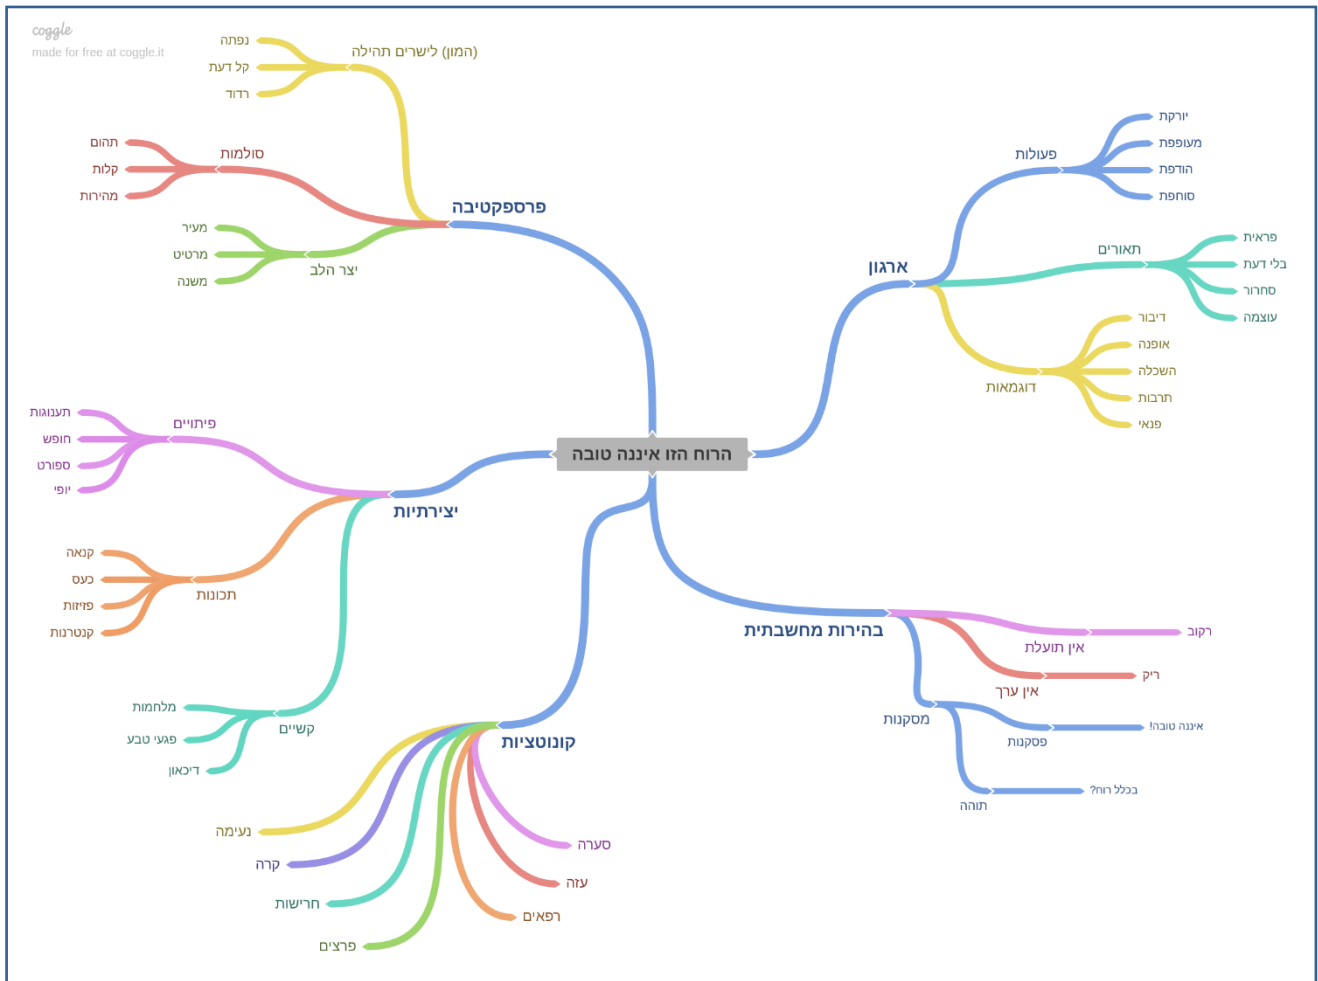 coggle
made for free at coggle.it
הרוח הזו איננה טובה
ארגון
פעולות
יורקת
מעופפת
הודפת
סוחפת
תאורים
פראית
בלי דעת
סחרור
עוצמה
דוגמאות
דיבור
אופנה
השכלה
תרבות
פנאי
בהירות מחשבתית
אין תועלת
רקוב
אין ערך
ריק
מסקנות
פסקנות
איננה טובה!
תוהה
בכלל רוח?
פרספקטיבה
(המון) לישרים תהילה
נפתה
קל דעת
רדוד
סולמות
תהום
קלות
מהירות
יצר הלב
מעיר
מרטיט
משנה
יצירתיות
פיתויים
תענוגות
חופש
ספורט
יופי
תכונות
קנאה
כעס
פזיזות
קנטרנות
קשיים
מלחמות
פגעי טבע
דיכאון
קונוטציות
נעימה
קרה
חרישות
פרצים
רפאים
עזה
סערה